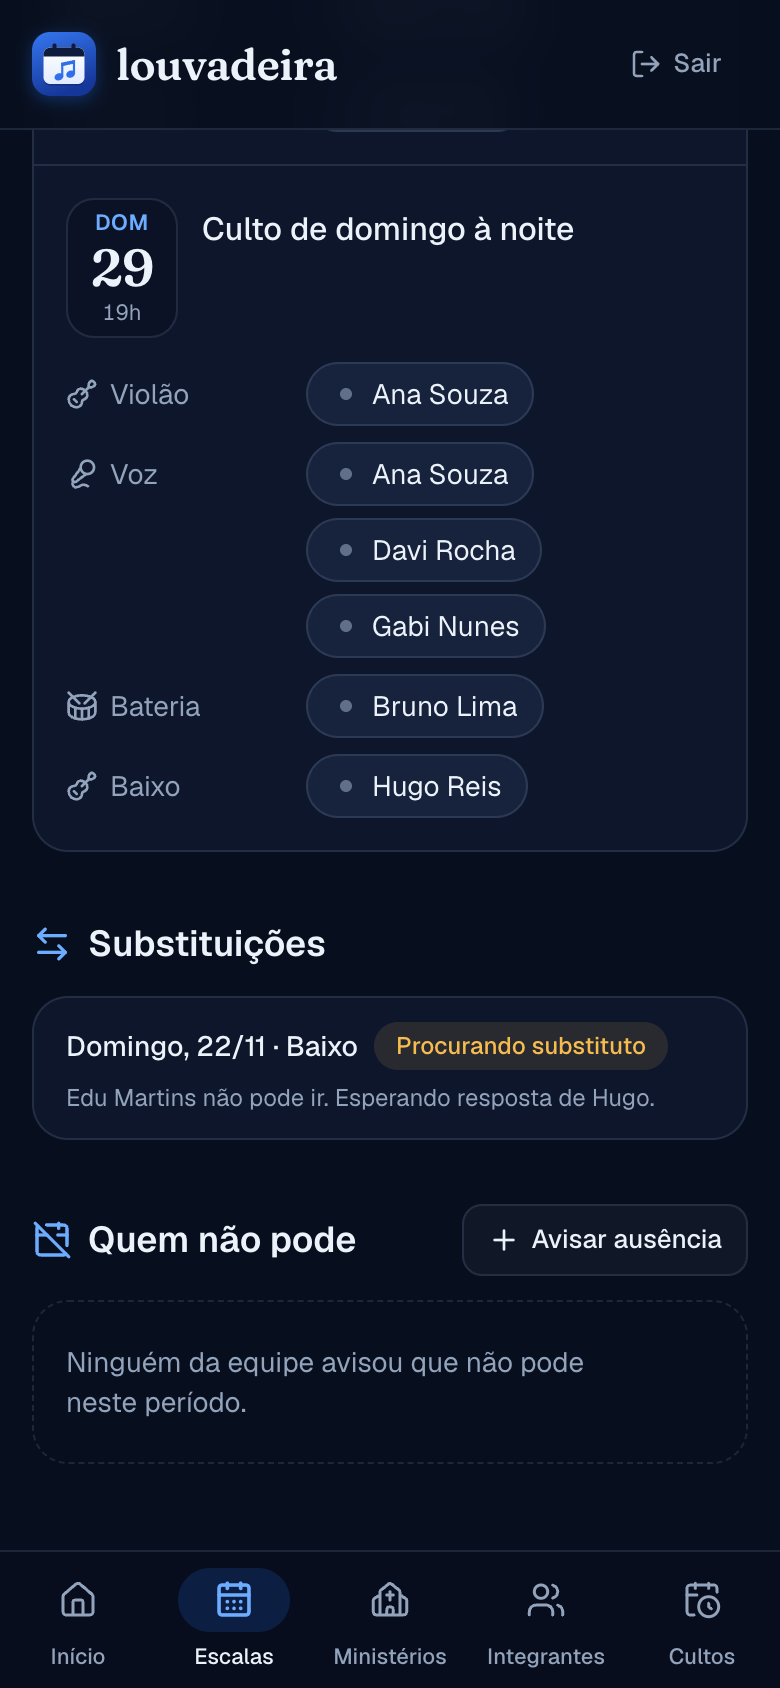 louvadeira
Sair
DOM
29
19h
Culto de domingo à noite
Violão
Ana Souza
Voz
Ana Souza
Davi Rocha
Gabi Nunes
Bateria
Bruno Lima
Baixo
Hugo Reis
Substituições
Domingo, 22/11 · Baixo
Procurando substituto
Edu Martins não pode ir. Esperando resposta de Hugo.
Quem não pode
Avisar ausência
Ninguém da equipe avisou que não pode
neste período.
Início
Escalas
Ministérios
Integrantes
Cultos